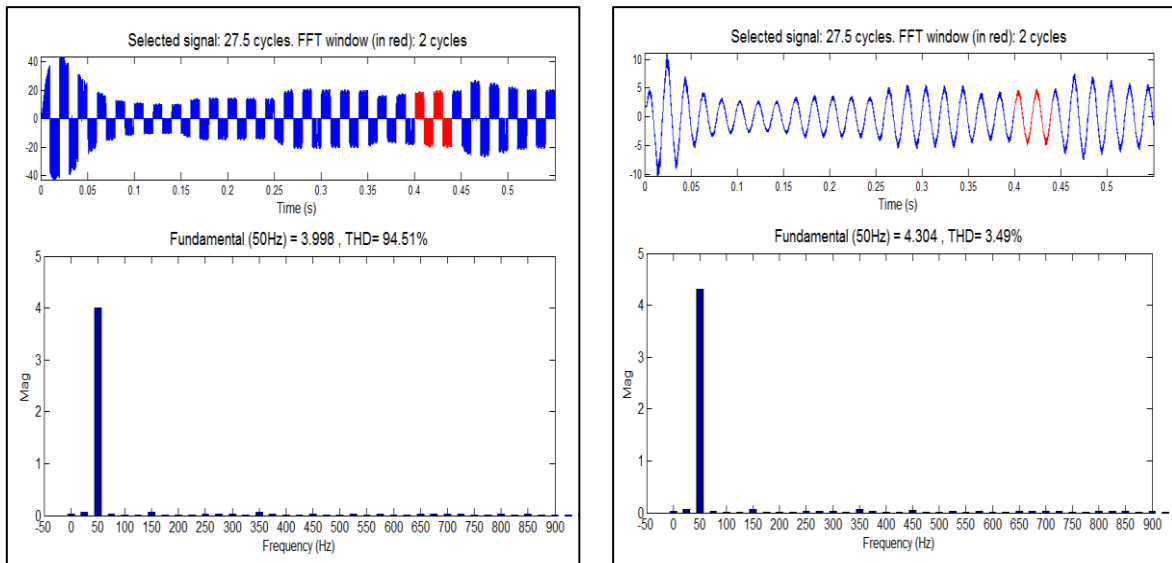 Selected signal: 27.5 cycles. FFT window (in red): 2 cycles
40
20
0
-20
-40
0 0.05 0.1 0.15 0.2 0.25 0.3 0.35 0.4 0.45 0.5
Time (s)
Fundamental (50Hz) = 3.998 , THD= 94.51%
5
4
3
2
1
0
Mag
-50 0 50 100 150 200 250 300 350 400 450 500 550 600 650 700 750 800 850 900
Frequency (Hz)
Selected signal: 27.5 cycles. FFT window (in red): 2 cycles
10
5
0
-5
-10
0 0.05 0.1 0.15 0.2 0.25 0.3 0.35 0.4 0.45 0.5
Time (s)
Fundamental (50Hz) = 4.304 , THD= 3.49%
5
4
3
2
1
0
Mag
-50 0 50 100 150 200 250 300 350 400 450 500 550 600 650 700 750 800 850 900
Frequency (Hz)